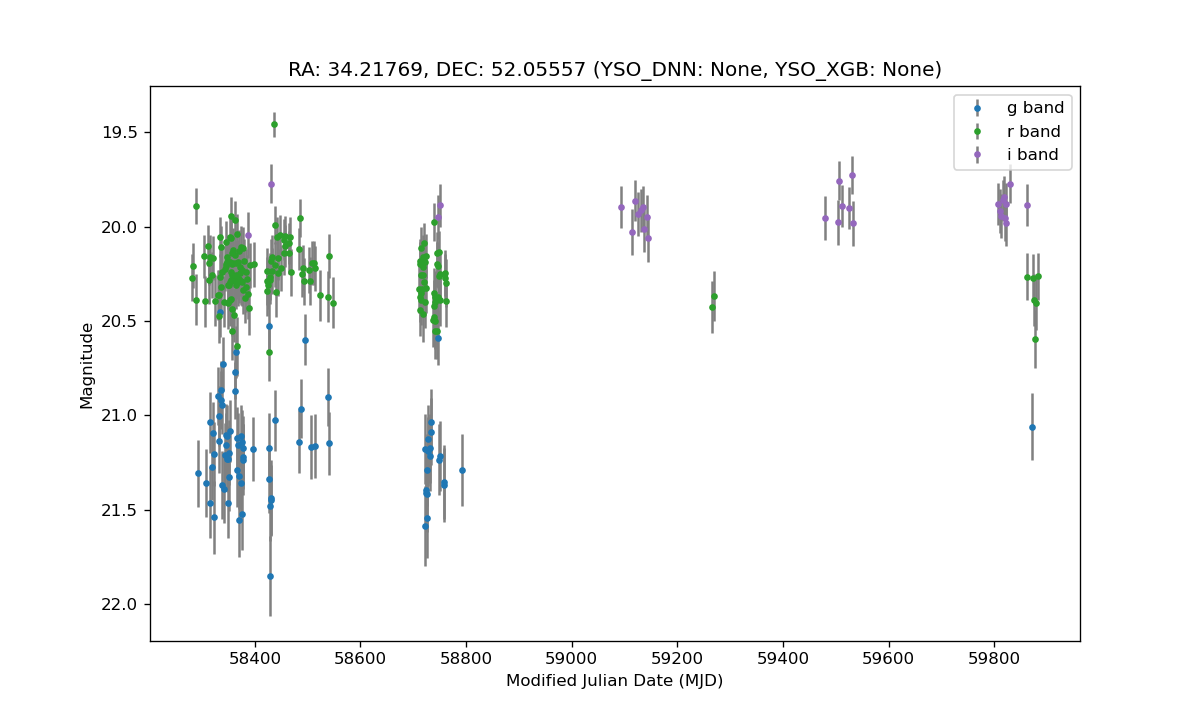 RA: 34.21769, DEC: 52.05557 (YSO_DNN: None, YSO_XGB: None)
g band
r band
i band
19.5
20.0
20.5
21.0
21.5
22.0
Magnitude
58400
58600
58800
59000
59200
59400
59600
59800
Modified Julian Date (MJD)